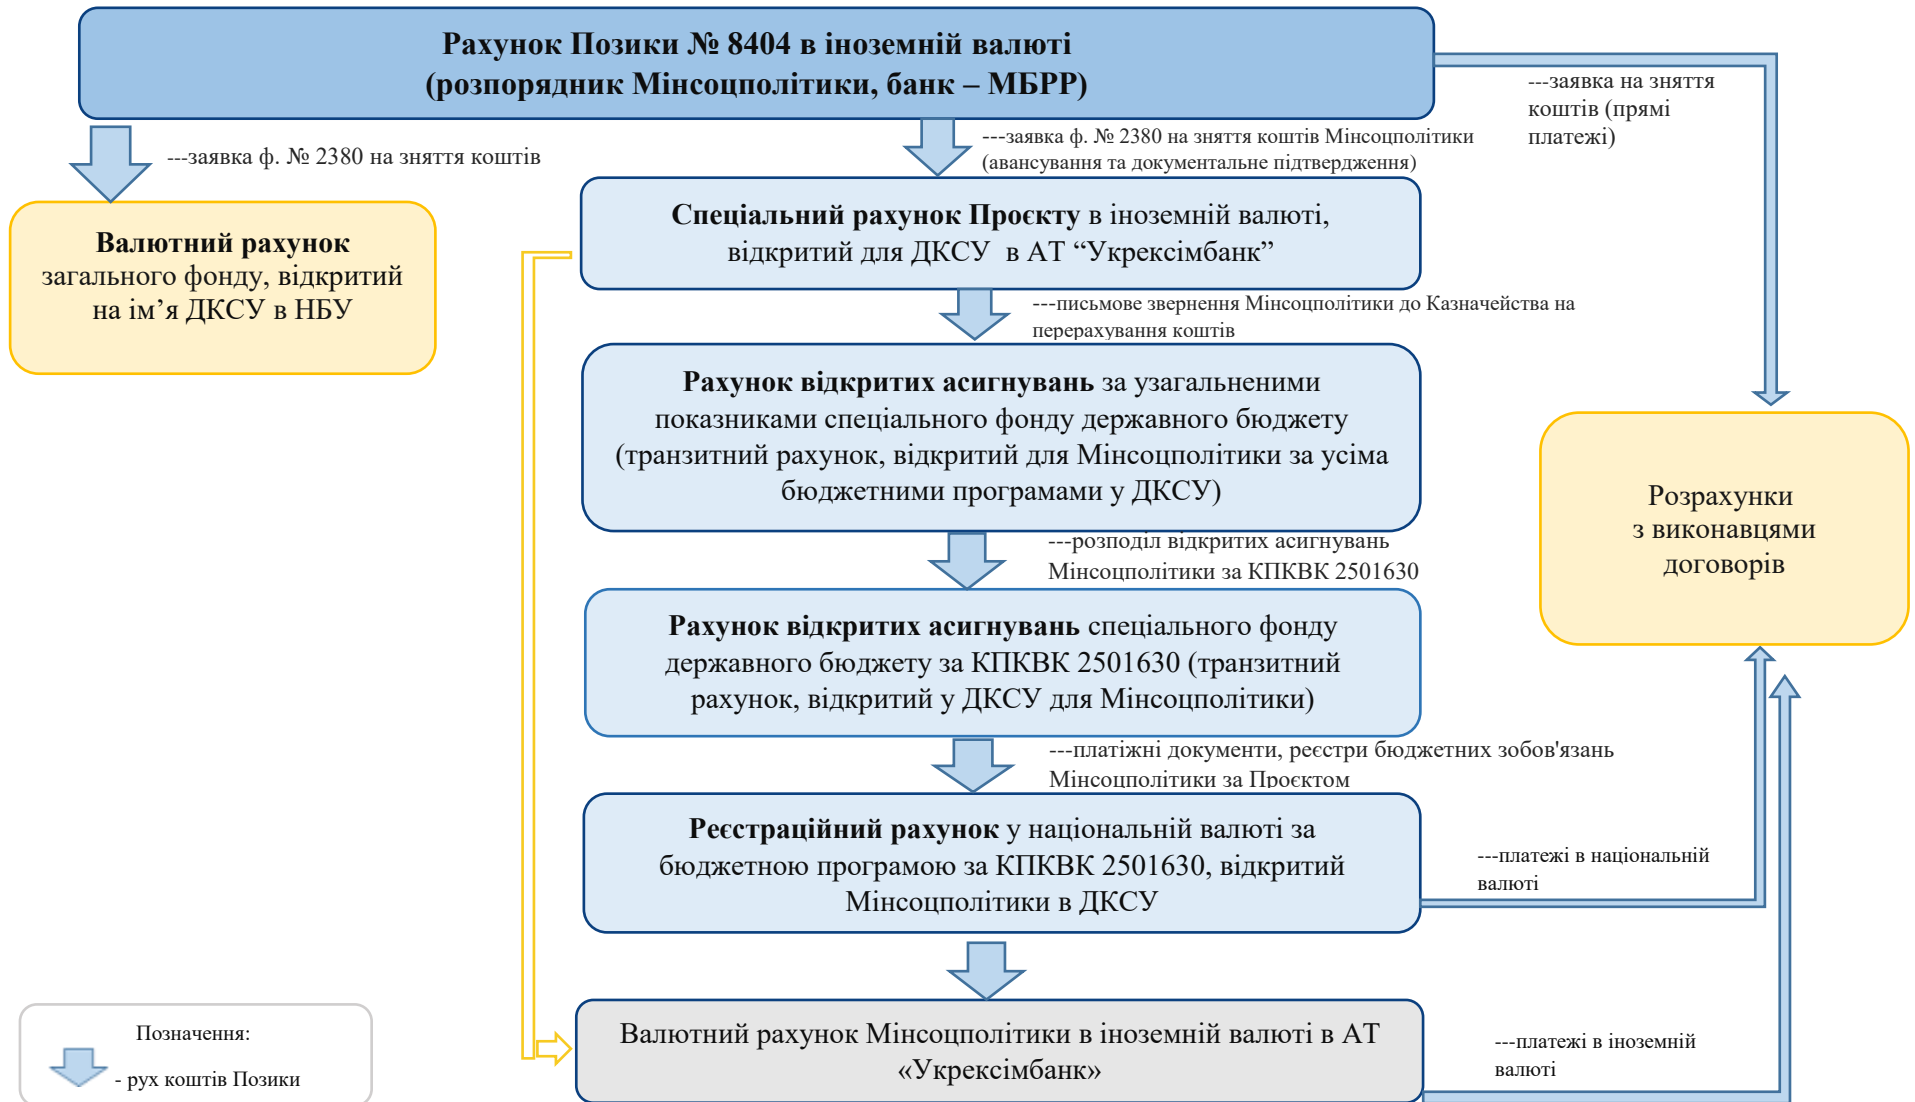 Рахунок Позики № 8404 в іноземній валюті
(розпорядник Мінсоцполітики, банк – МБРР)
---заявка на зняття
коштів (прямі
платежі)
---заявка ф. № 2380 на зняття коштів
---заявка ф. № 2380 на зняття коштів Мінсоцполітики
(авансування та документальне підтвердження)
Валютний рахунок
загального фонду, відкритий
на ім’я ДКСУ в НБУ
Спеціальний рахунок Проєкту в іноземній валюті,
відкритий для ДКСУ в АТ “Укрексімбанк”
---письмове звернення Мінсоцполітики до Казначейства на
перерахування коштів
Рахунок відкритих асигнувань за узагальненими
показниками спеціального фонду державного бюджету
(транзитний рахунок, відкритий для Мінсоцполітики за усіма
бюджетними програмами у ДКСУ)
Розрахунки
з виконавцями
договорів
---розподіл відкритих асигнувань
Мінсоцполітики за КПКВК 2501630
Рахунок відкритих асигнувань спеціального фонду
державного бюджету за КПКВК 2501630 (транзитний
рахунок, відкритий у ДКСУ для Мінсоцполітики)
---платіжні документи, реєстри бюджетних зобов'язань
Мінсоцполітики за Проєктом
Реєстраційний рахунок у національній валюті за
бюджетною програмою за КПКВК 2501630, відкритий
Мінсоцполітики в ДКСУ
---платежі в національній
валюті
Валютний рахунок Мінсоцполітики в іноземній валюті в АТ
«Укрексімбанк»
---платежі в іноземній
валюті
Позначення:
- рух коштів Позики